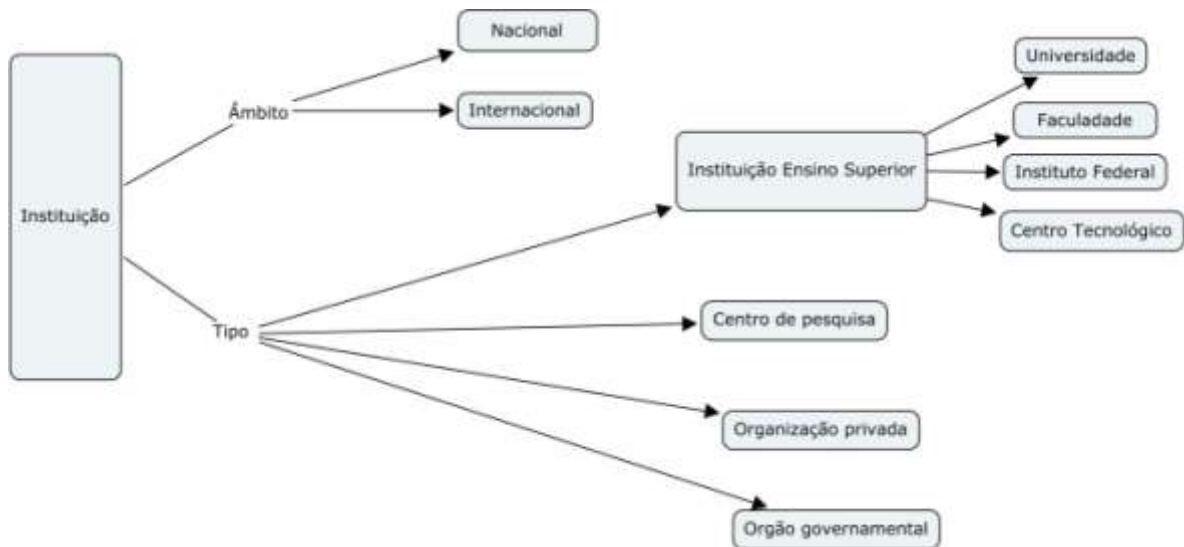 Nacional
Universidade
Âmbito
Internacional
Faculadade
Instituição Ensino Superior
Instituto Federal
Instituição
Centro Tecnológico
Tipo
Centro de pesquisa
Organização privada
Orgão governamental